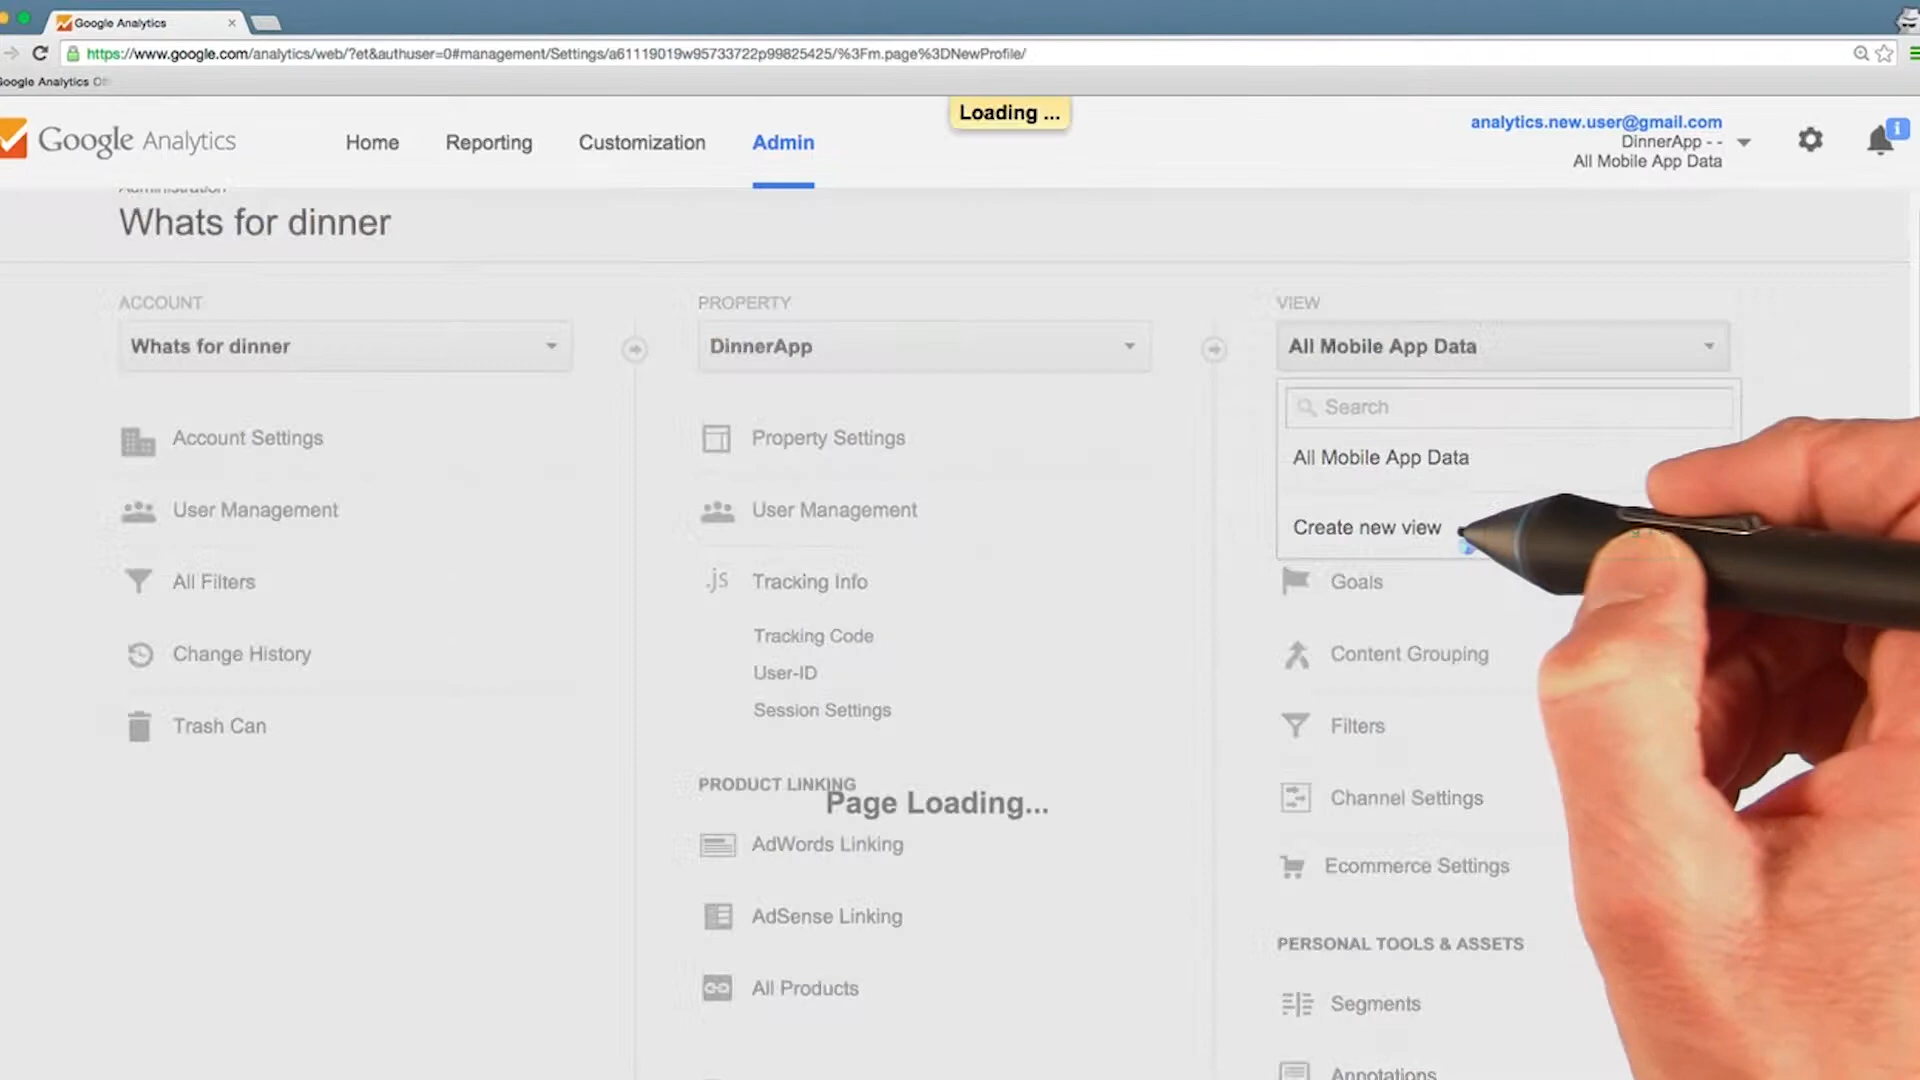 Google Analytics
https://www.google.com/analytics/web/?et&authuser=0#management/Settings/a61119019w95733722p99825425/%3Fm.page%3DNewProfile/
Google Analytics
Loading ...
Google Analytics
Home
Reporting
Customization
Admin
analytics.new.user@gmail.com
DinnerApp - -
All Mobile App Data
Administration
Whats for dinner
ACCOUNT
Whats for dinner
Account Settings
User Management
All Filters
Change History
Trash Can
PROPERTY
DinnerApp
Property Settings
User Management
.js Tracking Info
Tracking Code
User-ID
Session Settings
PRODUCT LINKING
Page Loading...
AdWords Linking
AdSense Linking
All Products
VIEW
All Mobile App Data
Search
All Mobile App Data
Create new view
Goals
Content Grouping
Filters
Channel Settings
Ecommerce Settings
PERSONAL TOOLS & ASSETS
Segments
Annotations